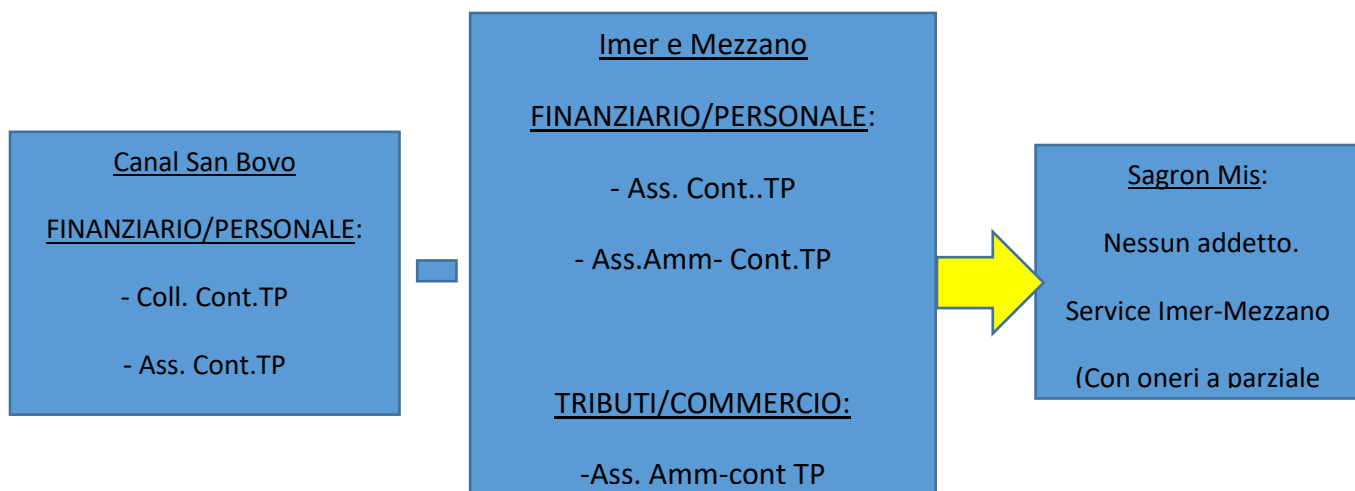 Canal San Bovo
FINANZIARIO/PERSONALE:
- Coll. Cont.TP
- Ass. Cont.TP
Imer e Mezzano
FINANZIARIO/PERSONALE:
- Ass. Cont..TP
- Ass.Amm- Cont.TP
TRIBUTI/COMMERCIO:
-Ass. Amm-cont TP
Sagron Mis:
Nessun addetto.
Service Imer-Mezzano
(Con oneri a parziale